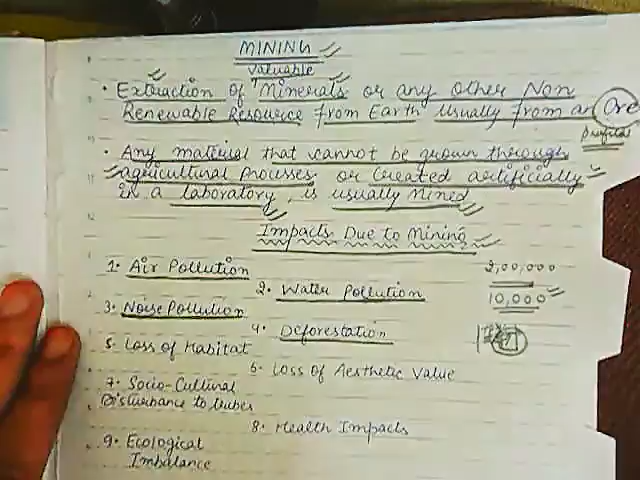 MINING
Valuable
• Extraction of "Minerals or any other Non
Renewable Resource from Earth Usually from an Ore
Profits
• Any material that cannot be grown through
agricultural processes or created artificially
in a laboratory, is usually Mined
Impacts Due to Mining
1. Air Pollution
2,00,000
2. Water Pollution
10,000
3. Noise Pollution
4. Deforestation
5. Loss of Habitat
6. Loss of Aesthetic Value
7. Socio-Cultural
Disturbance to tribes
8. Health Impacts
9. Ecological
Imbalance